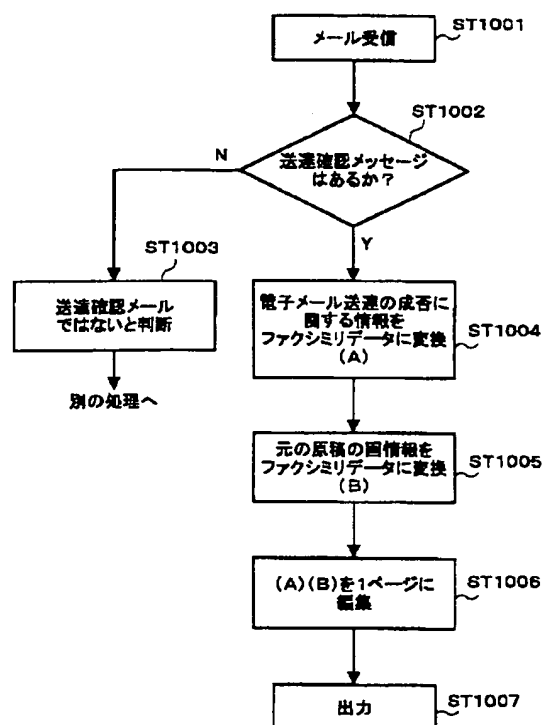 メール受信
ST1001
ST1002
送達確認メッセージ
はあるか？
N
Y
ST1003
送達確認メール
ではないと判断
別の処理へ
電子メール送達の成否に
関する情報を
ファクシミリデータに変換
(A)
ST1004
元の原稿の画情報を
ファクシミリデータに変換
(B)
ST1005
(A)(B)を1ページに
編集
ST1006
出力
ST1007